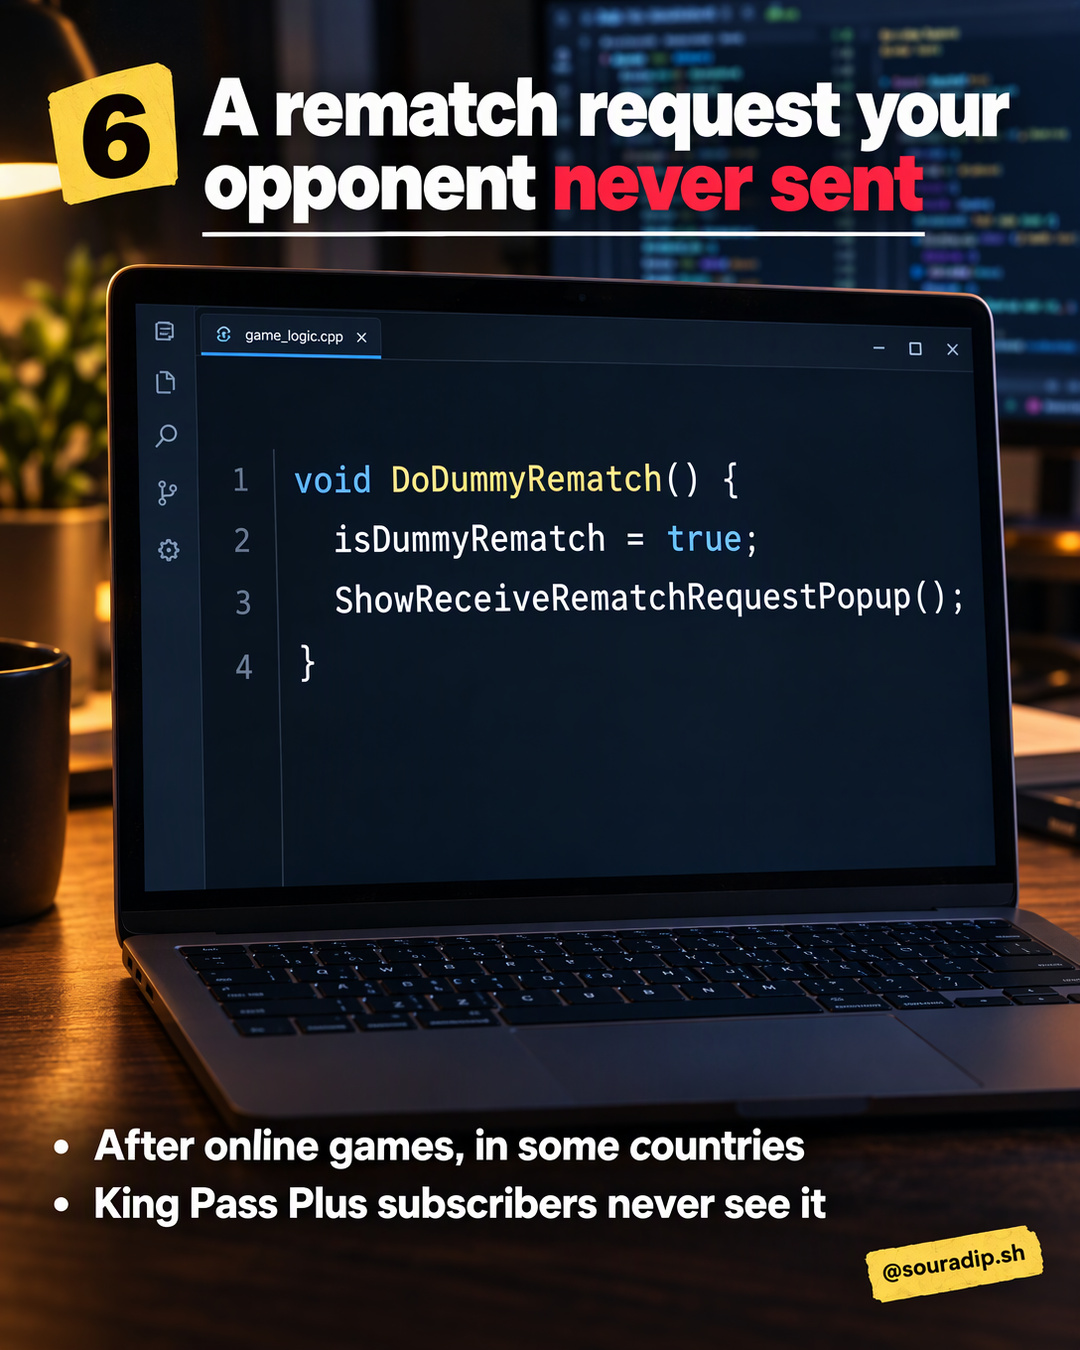 6
A rematch request your
opponent never sent
game_logic.cpp
1 void DoDummyRematch() {
2 isDummyRematch = true;
3 ShowReceiveRematchRequestPopup();
4 }
• After online games, in some countries
• King Pass Plus subscribers never see it
@souradip.sh